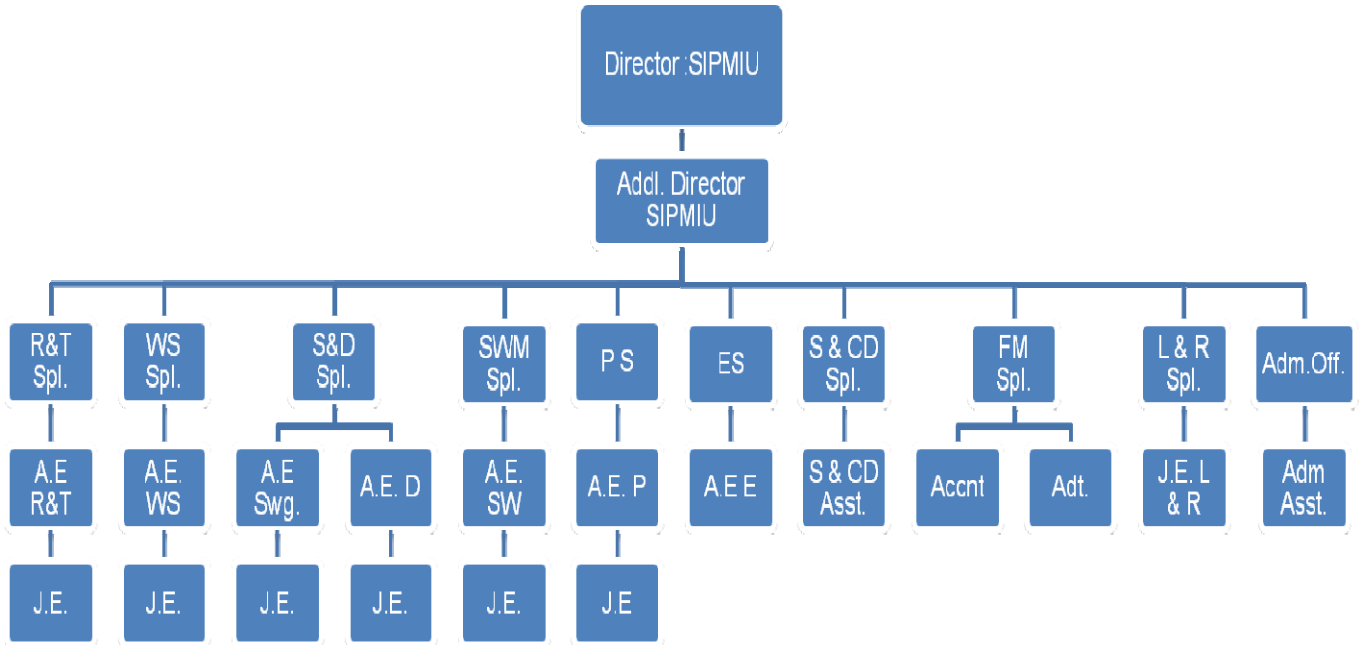 Director :SIPMIU
Addl. Director
SIPMIU
R&T
Spl.
WS
Spl.
S&D
Spl.
SWM
Spl.
P S
ES
S & CD
Spl.
FM
Spl.
L & R
Spl.
Adm.Off.
A.E
R&T
A.E.
WS
A.E
Swg.
A.E. D
A.E.
SW
A.E. P
A.E E
S & CD
Asst.
Accnt
Adt.
J.E. L
& R
Adm
Asst.
J.E.
J.E.
J.E.
J.E.
J.E.
J.E